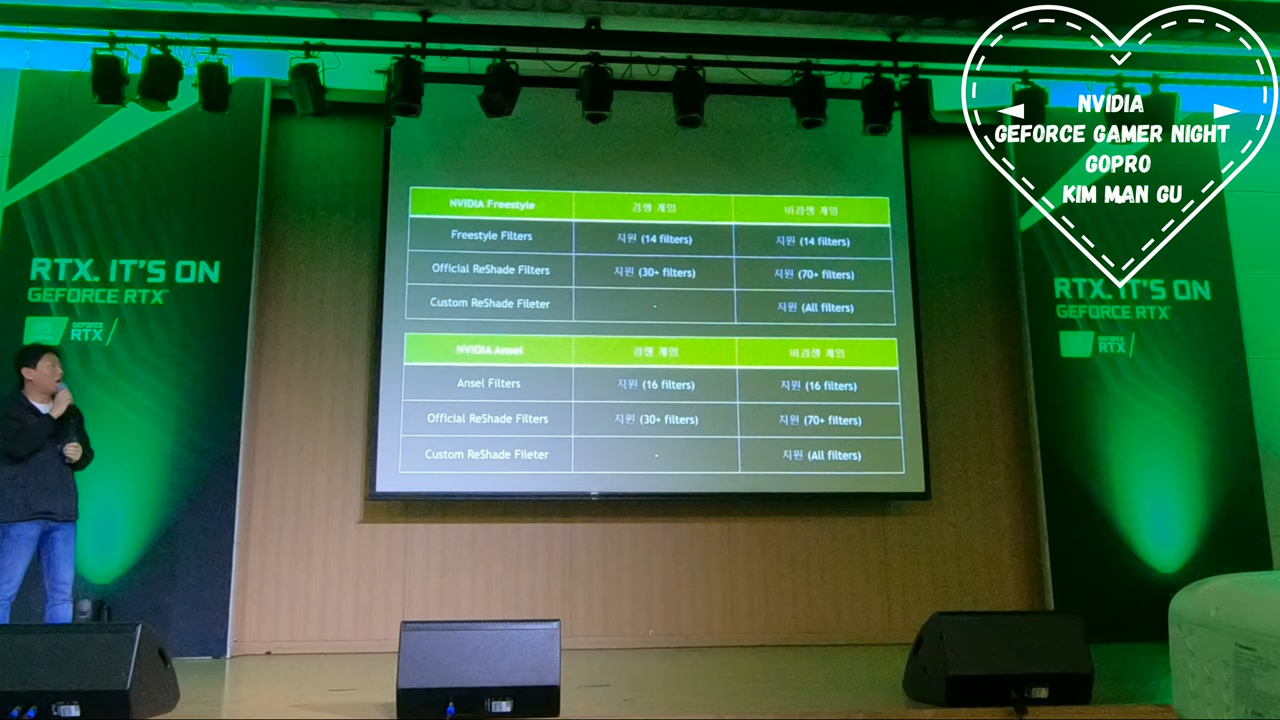 NVIDIA
GEFORCE GAMER NIGHT
GOPRO
KIM MAN GU
RTX. IT'S ON
GEFORCE RTX
GEFORCE
RTX
NVIDIA Freestyle 경쟁 게임 비경쟁 게임
Freestyle Filters 지원 (14 filters) 지원 (14 filters)
Official ReShade Filters 지원 (30+ filters) 지원 (70+ filters)
Custom ReShade Fileter - 지원 (All filters)
NVIDIA Ansel 경쟁 게임 비경쟁 게임
Ansel Filters 지원 (16 filters) 지원 (16 filters)
Official ReShade Filters 지원 (30+ filters) 지원 (70+ filters)
Custom ReShade Fileter - 지원 (All filters)
RTX. IT'S ON
GEFORCE RTX
GEFORCE
RTX